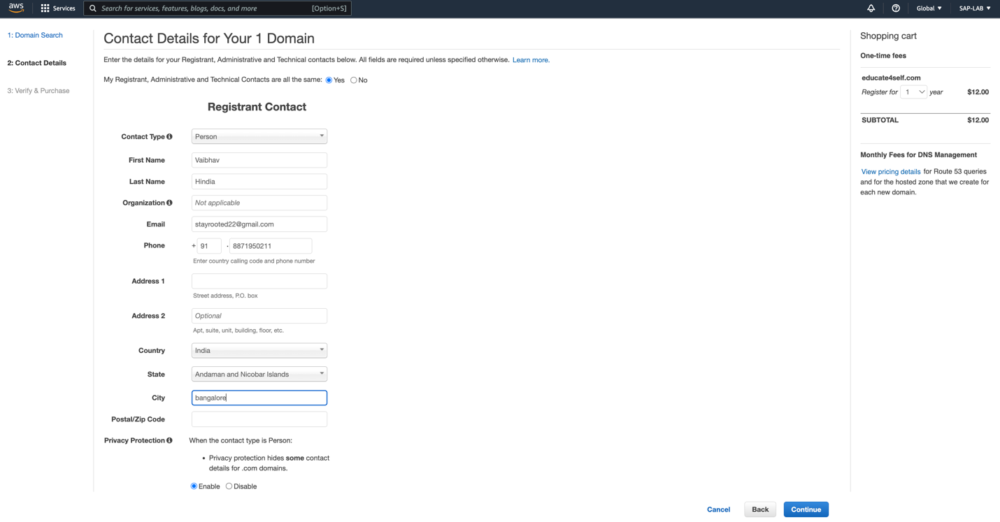 aws Services Search for services, features, blogs, docs, and more [Option+S] Global ▼ SAP-LAB ▼
1: Domain Search
2: Contact Details
3: Verify & Purchase
Contact Details for Your 1 Domain
Enter the details for your Registrant, Administrative and Technical contacts below. All fields are required unless specified otherwise. Learn more.
My Registrant, Administrative and Technical Contacts are all the same: Yes No
Registrant Contact
Contact Type Person
First Name Vaibhav
Last Name Hindia
Organization Not applicable
Email stayrooted22@gmail.com
Phone + 91 . 8871950211
Enter country calling code and phone number
Address 1
Street address, P.O. box
Address 2 Optional
Apt, suite, unit, building, floor, etc.
Country India
State Andaman and Nicobar Islands
City bangalore
Postal/Zip Code
Privacy Protection When the contact type is Person:
• Privacy protection hides some contact
details for .com domains.
Enable Disable
Cancel Back Continue
Shopping cart
One-time fees
educate4self.com
Register for 1 year $12.00
SUBTOTAL $12.00
Monthly Fees for DNS Management
View pricing details for Route 53 queries
and for the hosted zone that we create for
each new domain.